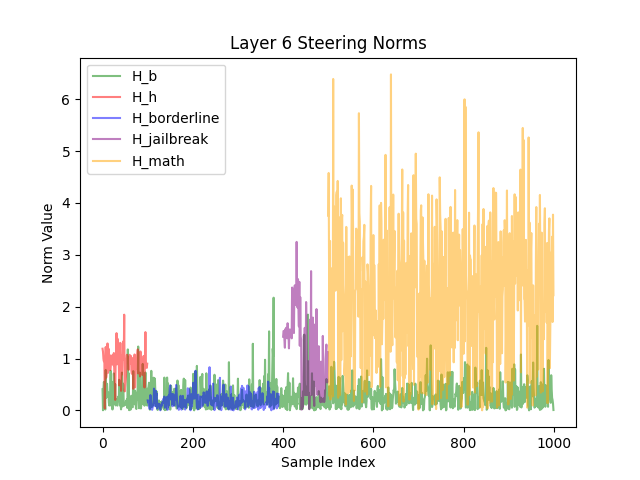 Layer 6 Steering Norms
H_b
H_h
H_borderline
H_jailbreak
H_math
Norm Value
6
5
4
3
2
1
0
0 200 400 600 800 1000
Sample Index